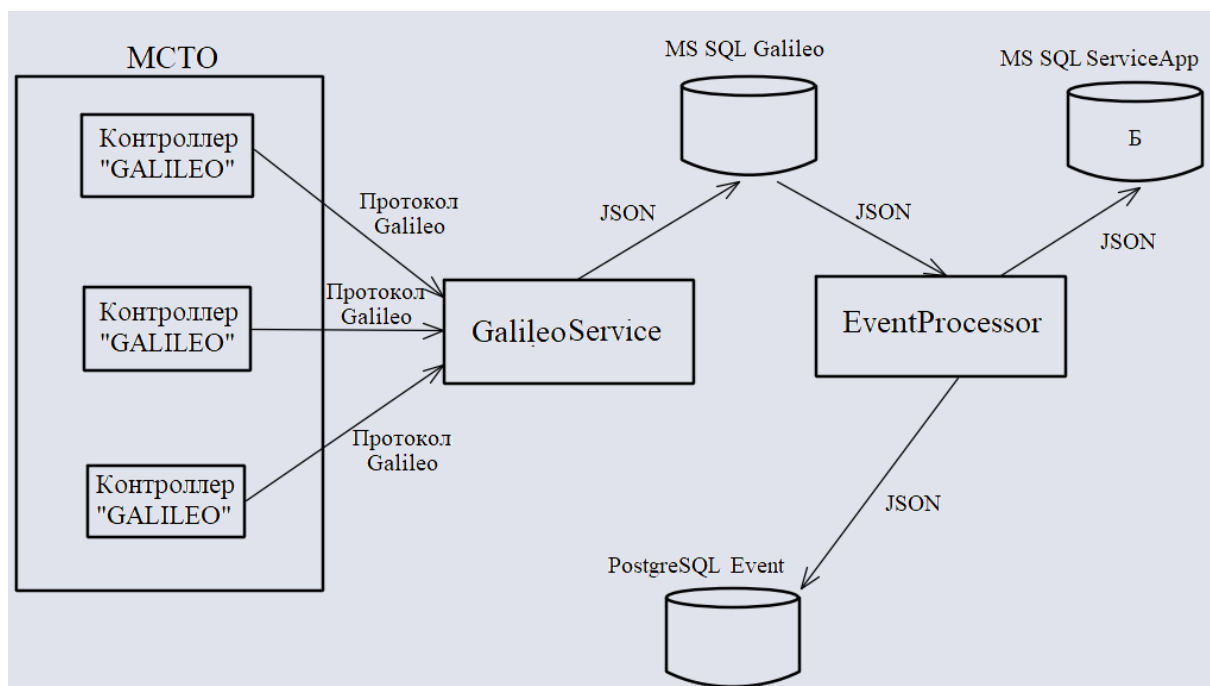 МСТО
MS SQL Galileo
MS SQL ServiceApp
Контроллер
"GALILEO"
Б
Протокол
Galileo
JSON
JSON
JSON
Контроллер
"GALILEO"
Протокол
Galileo
GalileoService
EventProcessor
Протокол
Galileo
Контроллер
"GALILEO"
JSON
PostgreSQL Event